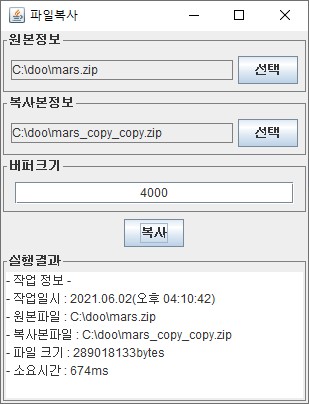 파일복사
원본정보
C:\doo\mars.zip
선택
복사본정보
C:\doo\mars_copy_copy.zip
선택
버퍼크기
4000
복사
실행결과
- 작업 정보 -
- 작업일시 : 2021.06.02(오후 04:10:42)
- 원본파일 : C:\doo\mars.zip
- 복사본파일 : C:\doo\mars_copy_copy.zip
- 파일 크기 : 289018133bytes
- 소요시간 : 674ms